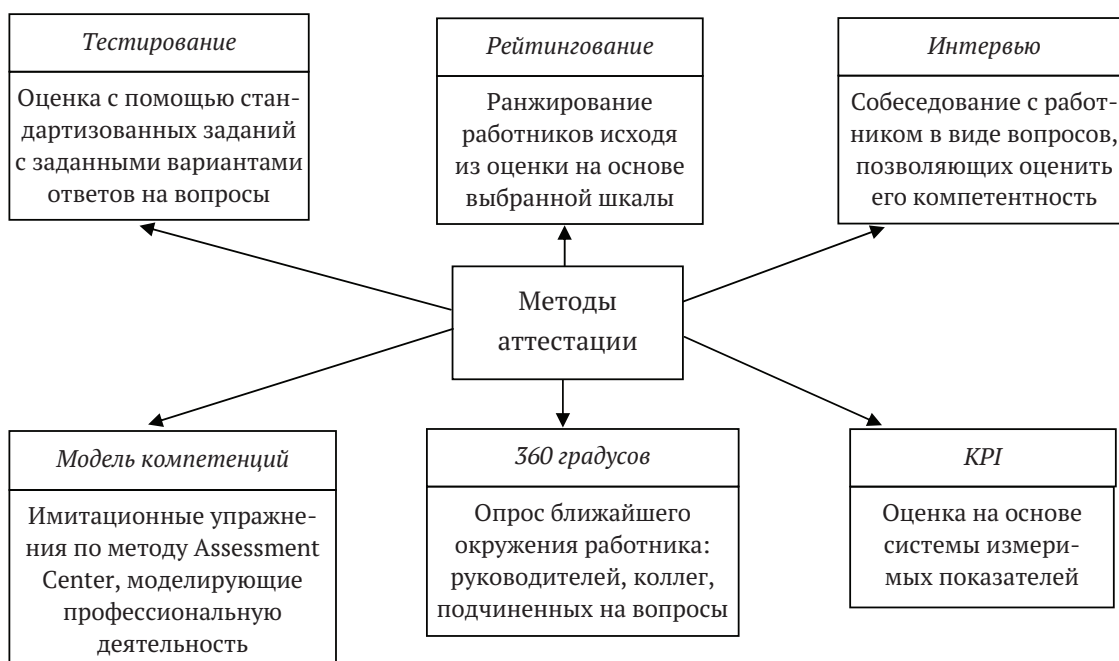 Тестирование
Оценка с помощью стан-
дартизованных заданий
с заданными вариантами
ответов на вопросы
Рейтингование
Ранжирование
работников исходя
из оценки на основе
выбранной шкалы
Интервью
Собеседование с работ-
ником в виде вопросов,
позволяющих оценить
его компетентность
Методы
аттестации
Модель компетенций
Имитационные упражне-
ния по методу Assessment
Center, моделирующие
профессиональную
деятельность
360 градусов
Опрос ближайшего
окружения работника:
руководителей, коллег,
подчиненных на вопросы
KPI
Оценка на основе
системы измери-
мых показателей